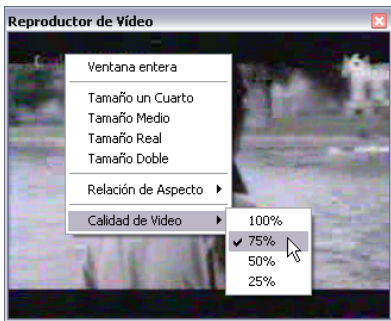 Reproductor de Vídeo
Ventana entera
Tamaño un Cuarto
Tamaño Medio
Tamaño Real
Tamaño Doble
Relación de Aspecto
Calidad de Video
100%
75%
50%
25%